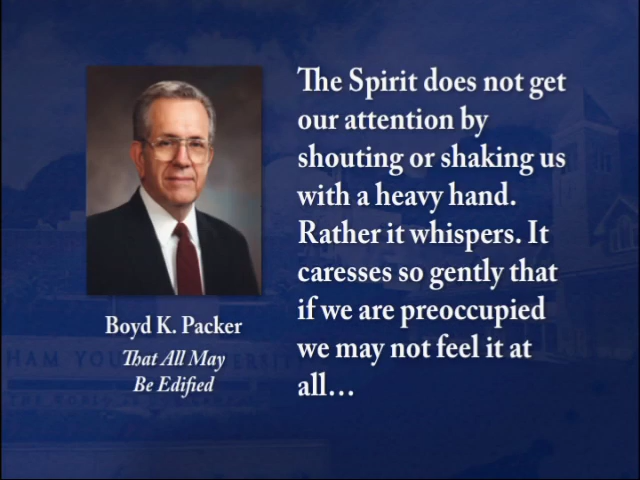 The Spirit does not get
our attention by
shouting or shaking us
with a heavy hand.
Rather it whispers. It
caresses so gently that
if we are preoccupied
we may not feel it at
all…
Boyd K. Packer
That All May
Be Edified